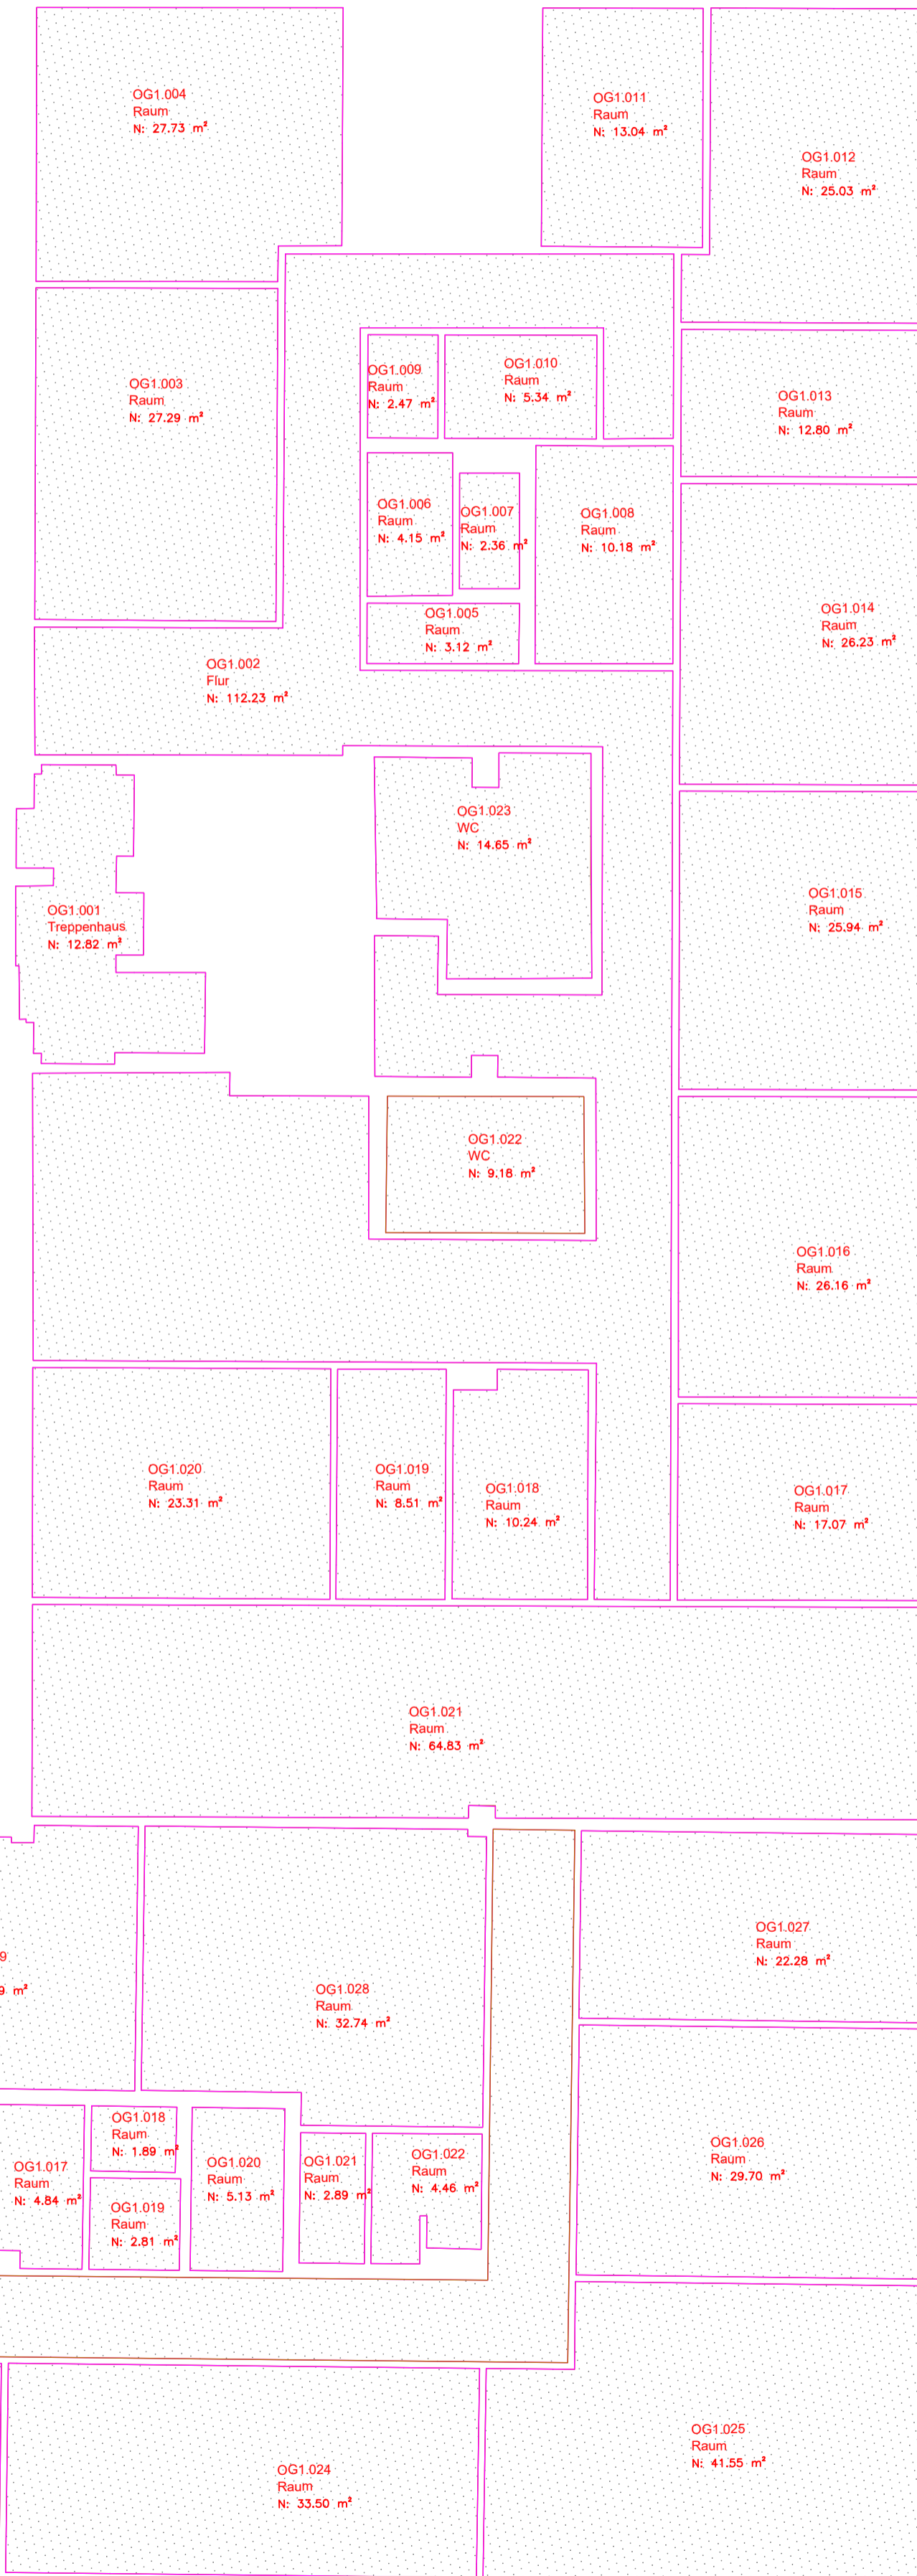 OG1.004
Raum
N: 27.73 m²
OG1.011
Raum
N: 13.04 m²
OG1.012
Raum
N: 25.03 m²
OG1.003
Raum
N: 27.29 m²
OG1.009
Raum
N: 2.47 m²
OG1.010
Raum
N: 5.34 m²
OG1.013
Raum
N: 12.80 m²
OG1.006
Raum
N: 4.15 m²
OG1.007
Raum
N: 2.36 m²
OG1.008
Raum
N: 10.18 m²
OG1.005
Raum
N: 3.12 m²
OG1.014
Raum
N: 26.23 m²
OG1.002
Flur
N: 112.23 m²
OG1.023
WC
N: 14.65 m²
OG1.001
Treppenhaus
N: 12.82 m²
OG1.015
Raum
N: 25.94 m²
OG1.022
WC
N: 9.18 m²
OG1.016
Raum
N: 26.16 m²
OG1.020
Raum
N: 23.31 m²
OG1.019
Raum
N: 8.51 m²
OG1.018
Raum
N: 10.24 m²
OG1.017
Raum
N: 17.07 m²
OG1.021
Raum
N: 64.83 m²
9
9 m²
OG1.028
Raum
N: 32.74 m²
OG1.027
Raum
N: 22.28 m²
OG1.017
Raum
N: 4.84 m²
OG1.018
Raum
N: 1.89 m²
OG1.019
Raum
N: 2.81 m²
OG1.020
Raum
N: 5.13 m²
OG1.021
Raum
N: 2.89 m²
OG1.022
Raum
N: 4.46 m²
OG1.026
Raum
N: 29.70 m²
OG1.024
Raum
N: 33.50 m²
OG1.025
Raum
N: 41.55 m²